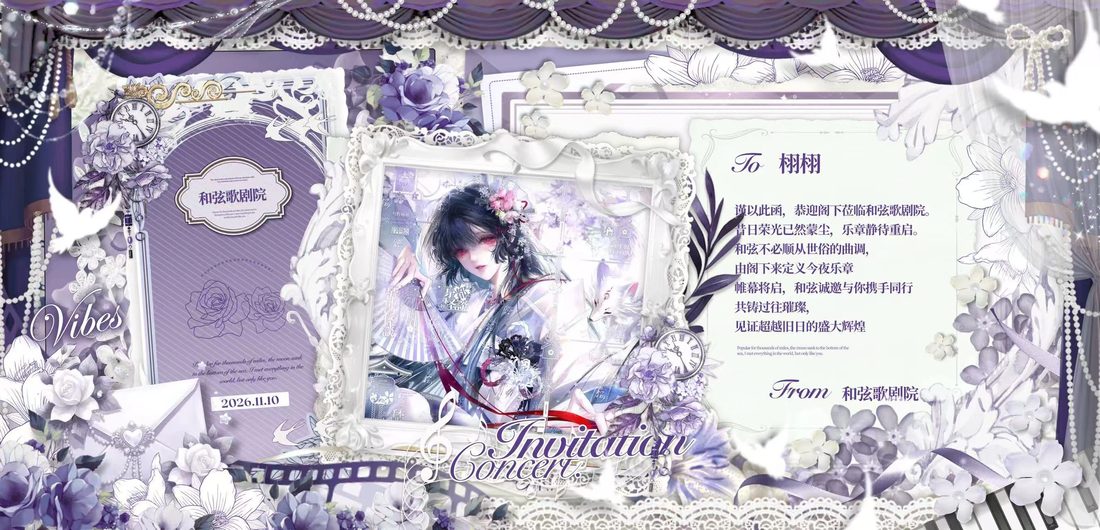 和弦歌剧院
Vibes
2026.11.10
Invitation
Concert
To 栩栩
谨以此函，恭迎阁下莅临和弦歌剧院。
昔日荣光已然蒙尘，乐章静待重启。
和弦不必顺从世俗的曲调，
由阁下来定义今夜乐章
帷幕将启，和弦诚邀与你携手同行
共铸过往璀璨，
见证超越旧日的盛大辉煌
From 和弦歌剧院